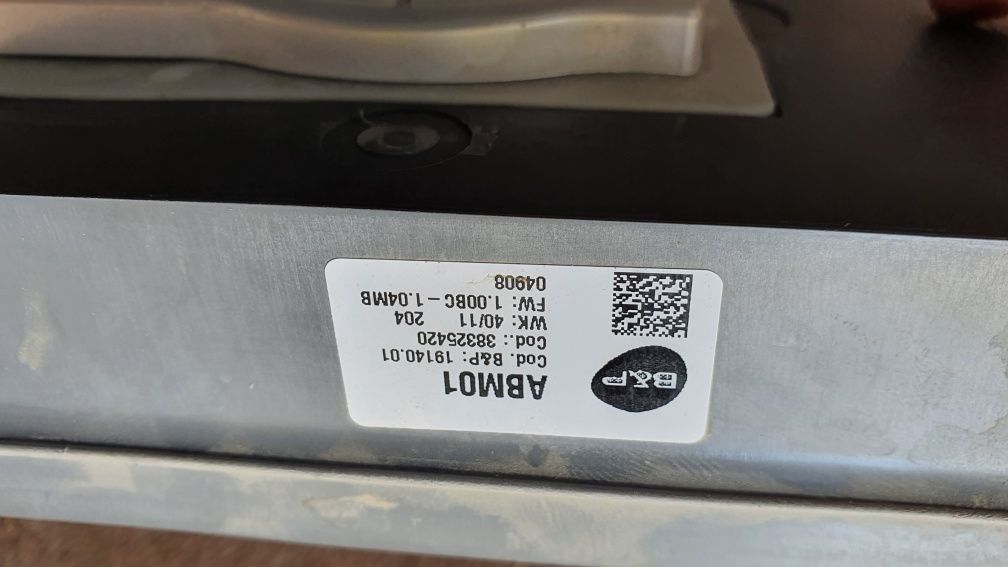 B&P
ABM01
Cod. B&P: 19140.01
Cod.: 38325420
WK: 40/11 204
FW: 1.00BC-1.04MB
04908